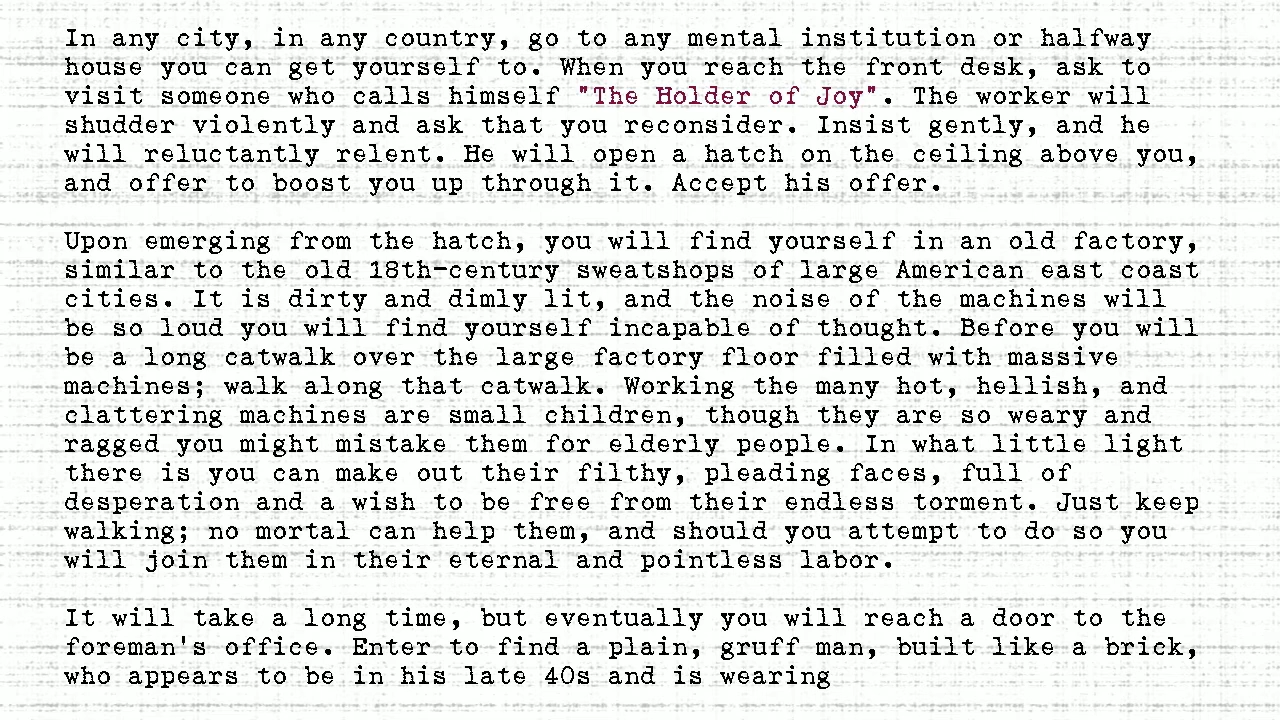 In any city, in any country, go to any mental institution or halfway
house you can get yourself to. When you reach the front desk, ask to
visit someone who calls himself "The Holder of Joy". The worker will
shudder violently and ask that you reconsider. Insist gently, and he
will reluctantly relent. He will open a hatch on the ceiling above you,
and offer to boost you up through it. Accept his offer.

Upon emerging from the hatch, you will find yourself in an old factory,
similar to the old 18th-century sweatshops of large American east coast
cities. It is dirty and dimly lit, and the noise of the machines will
be so loud you will find yourself incapable of thought. Before you will
be a long catwalk over the large factory floor filled with massive
machines; walk along that catwalk. Working the many hot, hellish, and
clattering machines are small children, though they are so weary and
ragged you might mistake them for elderly people. In what little light
there is you can make out their filthy, pleading faces, full of
desperation and a wish to be free from their endless torment. Just keep
walking; no mortal can help them, and should you attempt to do so you
will join them in their eternal and pointless labor.

It will take a long time, but eventually you will reach a door to the
foreman's office. Enter to find a plain, gruff man, built like a brick,
who appears to be in his late 40s and is wearing